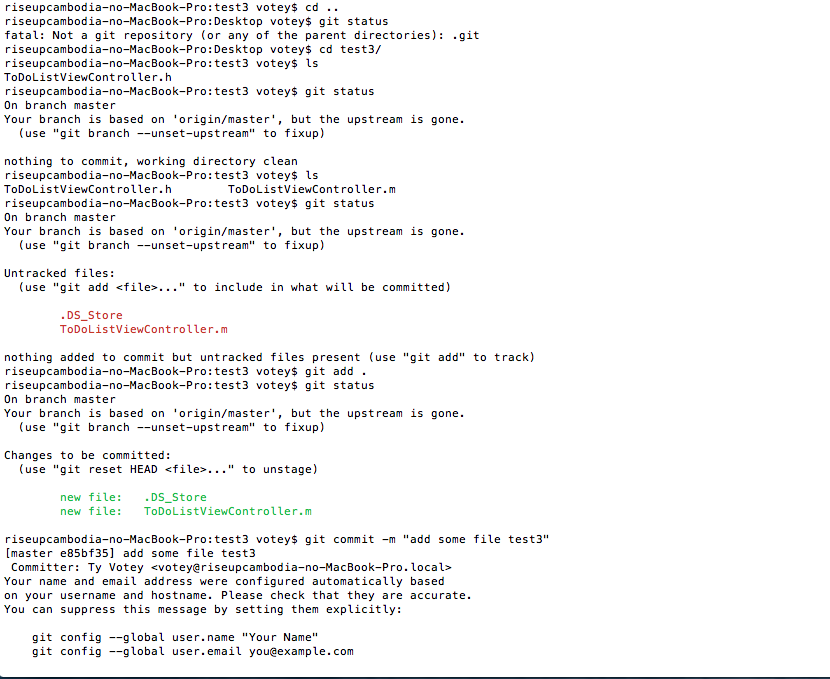 riseupcambodia-no-MacBook-Pro:test3 votey$ cd ..
riseupcambodia-no-MacBook-Pro:Desktop votey$ git status
fatal: Not a git repository (or any of the parent directories): .git
riseupcambodia-no-MacBook-Pro:Desktop votey$ cd test3/
riseupcambodia-no-MacBook-Pro:test3 votey$ ls
ToDoListViewController.h
riseupcambodia-no-MacBook-Pro:test3 votey$ git status
On branch master
Your branch is based on 'origin/master', but the upstream is gone.
  (use "git branch --unset-upstream" to fixup)

nothing to commit, working directory clean
riseupcambodia-no-MacBook-Pro:test3 votey$ ls
ToDoListViewController.h        ToDoListViewController.m
riseupcambodia-no-MacBook-Pro:test3 votey$ git status
On branch master
Your branch is based on 'origin/master', but the upstream is gone.
  (use "git branch --unset-upstream" to fixup)

Untracked files:
  (use "git add <file>..." to include in what will be committed)

        .DS_Store
        ToDoListViewController.m

nothing added to commit but untracked files present (use "git add" to track)
riseupcambodia-no-MacBook-Pro:test3 votey$ git add .
riseupcambodia-no-MacBook-Pro:test3 votey$ git status
On branch master
Your branch is based on 'origin/master', but the upstream is gone.
  (use "git branch --unset-upstream" to fixup)

Changes to be committed:
  (use "git reset HEAD <file>..." to unstage)

        new file:   .DS_Store
        new file:   ToDoListViewController.m

riseupcambodia-no-MacBook-Pro:test3 votey$ git commit -m "add some file test3"
[master e85bf35] add some file test3
 Committer: Ty Votey <votey@riseupcambodia-no-MacBook-Pro.local>
Your name and email address were configured automatically based
on your username and hostname. Please check that they are accurate.
You can suppress this message by setting them explicitly:

    git config --global user.name "Your Name"
    git config --global user.email you@example.com